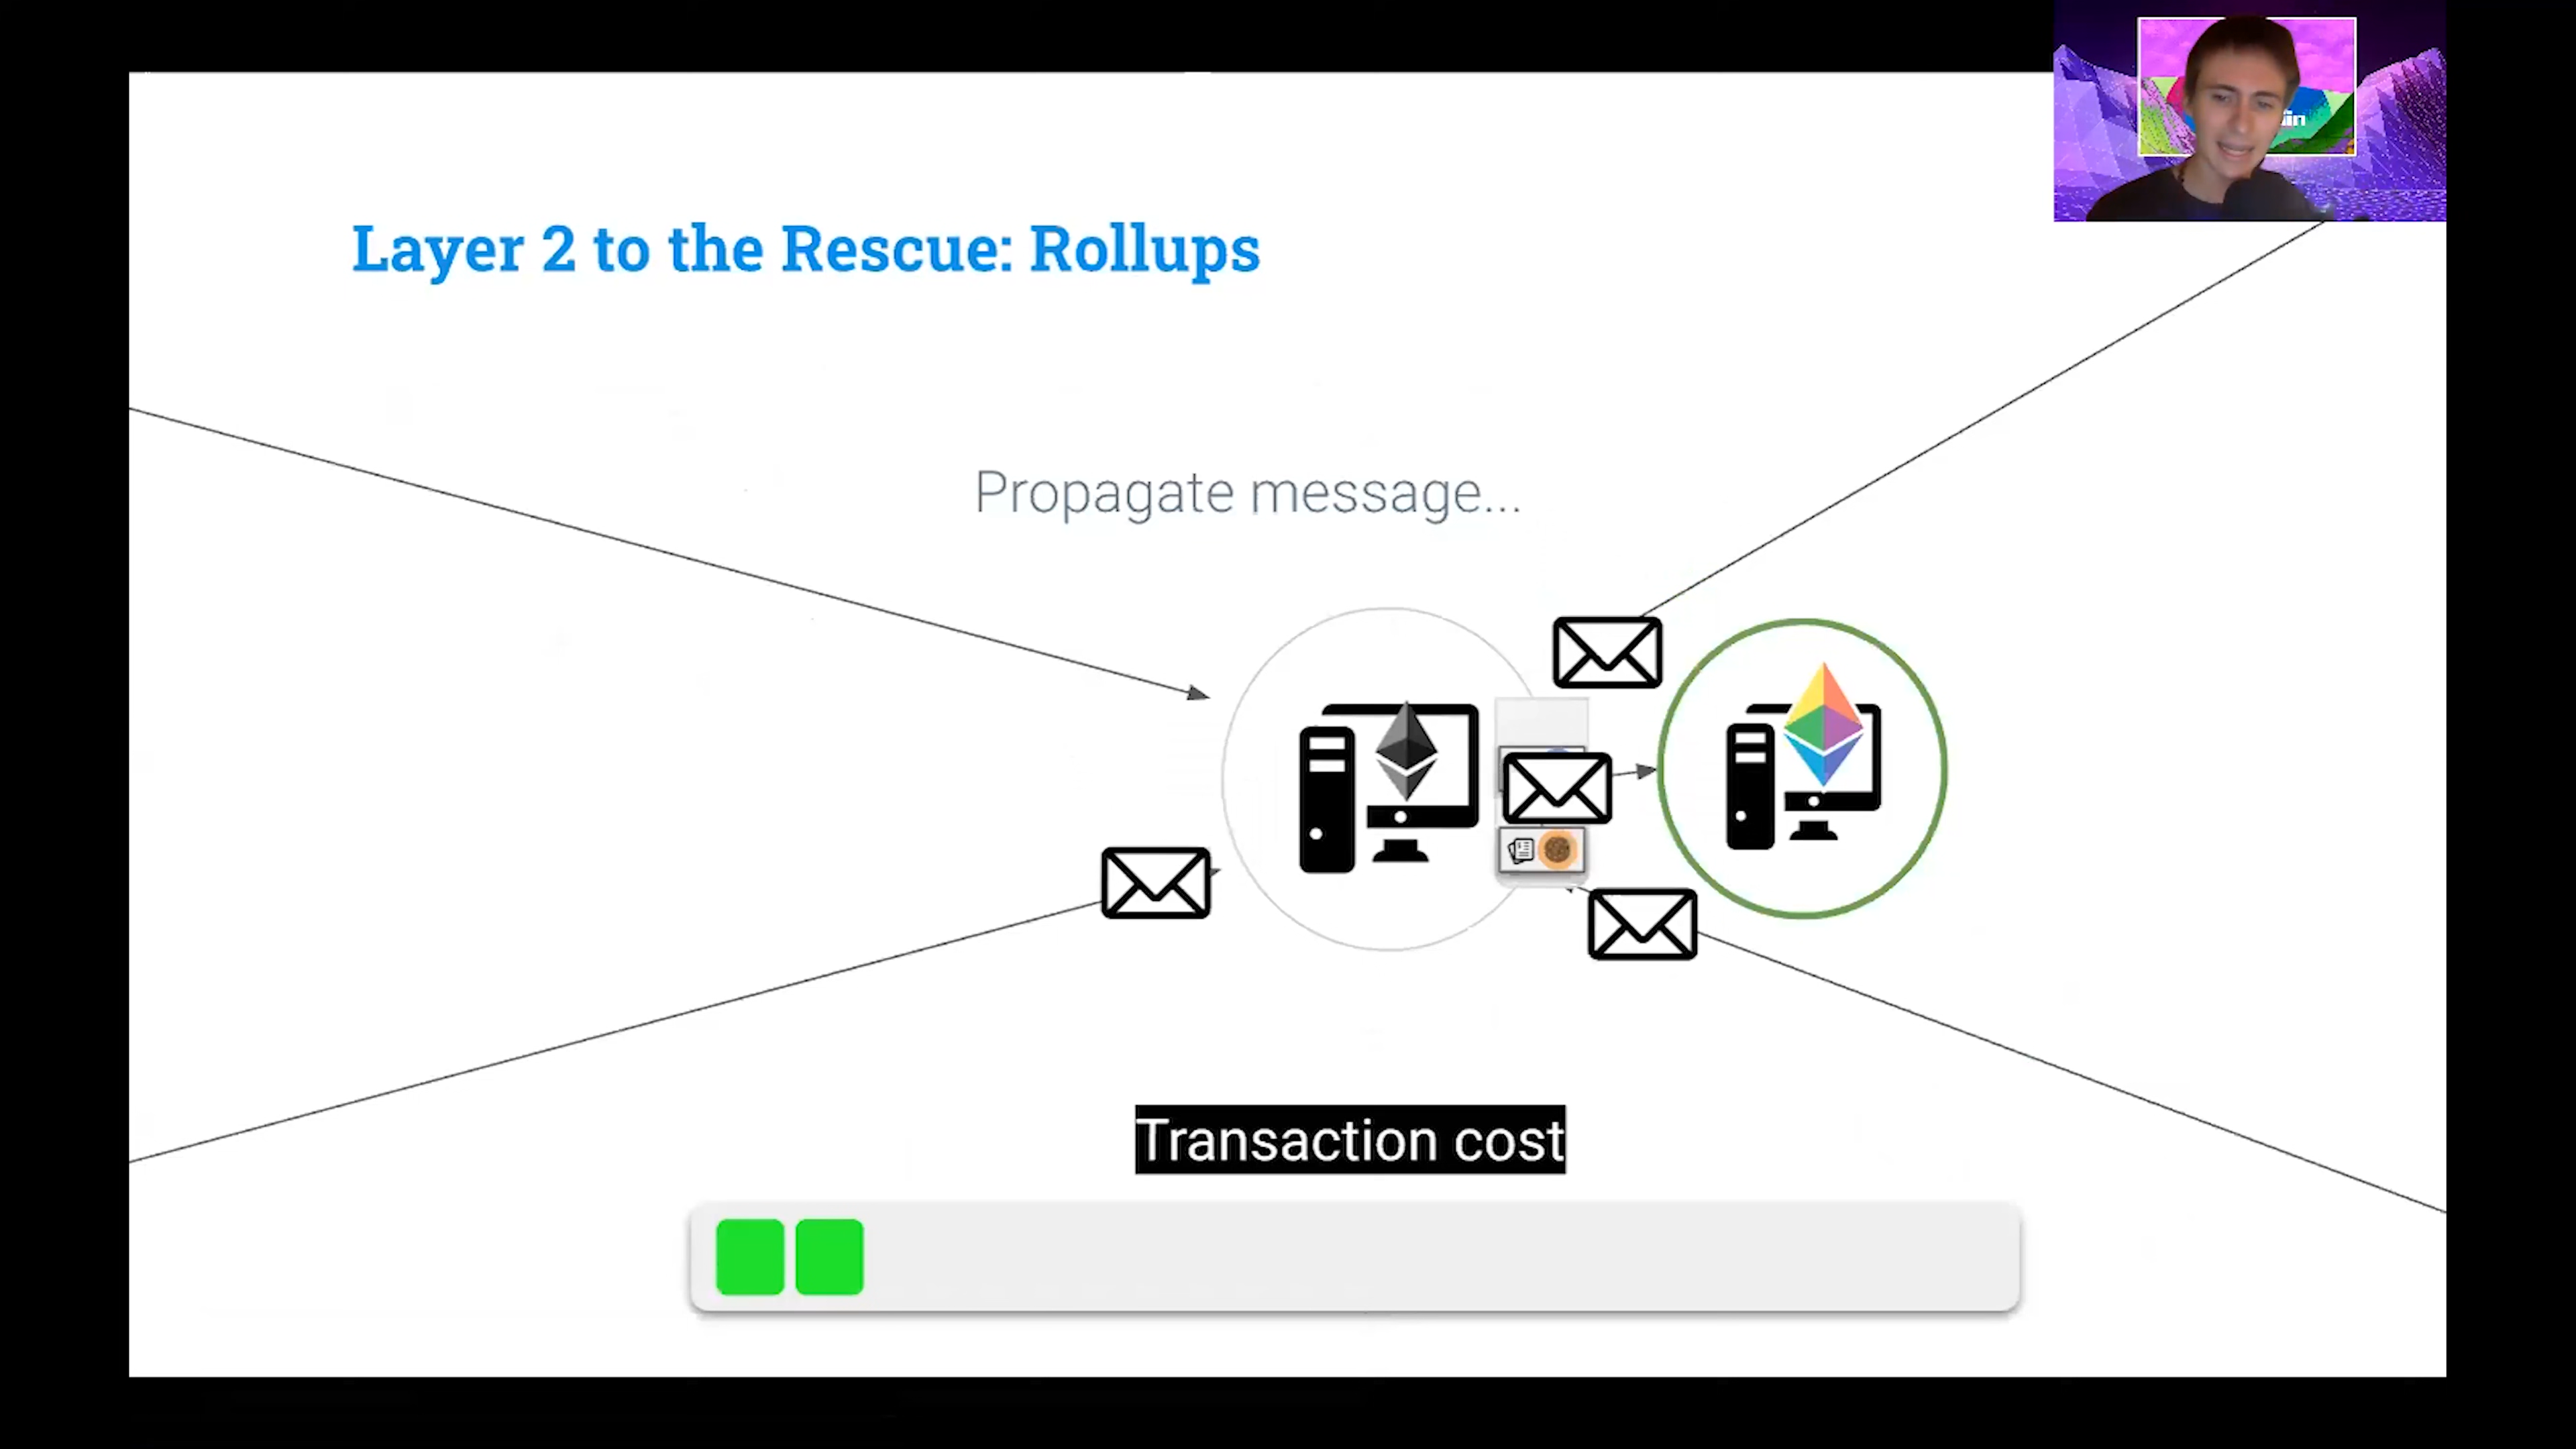 Layer 2 to the Rescue: Rollups
Propagate message...
Transaction cost